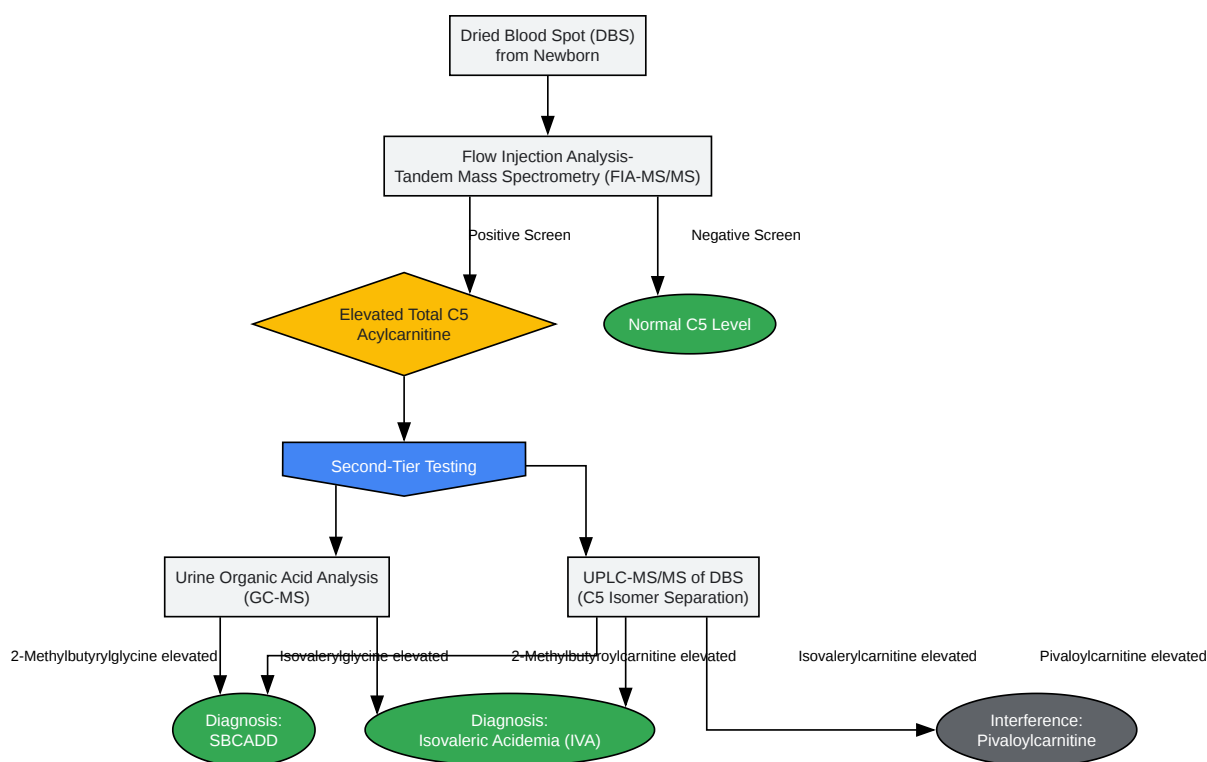 Dried Blood Spot (DBS)
from Newborn
Flow Injection Analysis-
Tandem Mass Spectrometry (FIA-MS/MS)
Positive Screen
Negative Screen
Elevated Total C5
Acylcarnitine
Normal C5 Level
Second-Tier Testing
Urine Organic Acid Analysis
(GC-MS)
UPLC-MS/MS of DBS
(C5 Isomer Separation)
2-Methylbutyrylglycine elevated
Isovalerylglycine elevated
2-Methylbutyroylcarnitine elevated
Isovalerylcarnitine elevated
Pivaloylcarnitine elevated
Diagnosis:
SBCADD
Diagnosis:
Isovaleric Acidemia (IVA)
Interference:
Pivaloylcarnitine